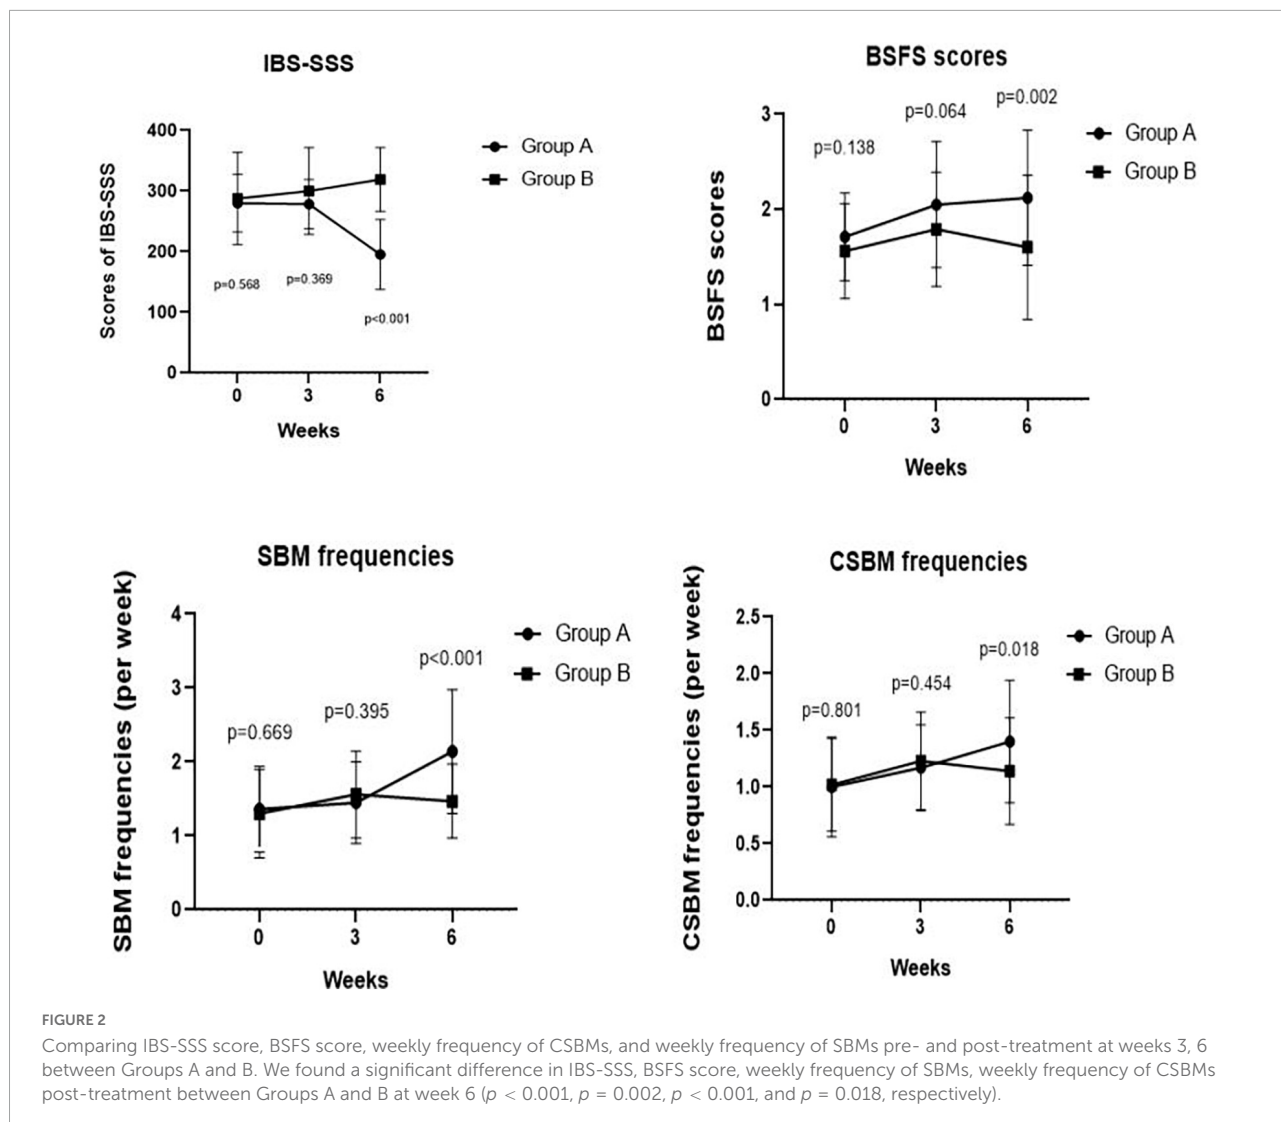 IBS-SSS
Scores of IBS-SSS
400
300
200
100
0
p=0.568
p=0.369
p<0.001
Group A
Group B
0 3 6
Weeks
BSFS scores
BSFS scores
3
2
1
0
p=0.138
p=0.064
p=0.002
Group A
Group B
0 3 6
Weeks
SBM frequencies
SBM frequencies (per week)
4
3
2
1
0
p=0.669
p=0.395
p<0.001
Group A
Group B
0 3 6
Weeks
CSBM frequencies
CSBM frequencies (per week)
2.5
2.0
1.5
1.0
0.5
0.0
p=0.801
p=0.454
p=0.018
Group A
Group B
0 3 6
Weeks
FIGURE 2
Comparing IBS-SSS score, BSFS score, weekly frequency of CSBMs, and weekly frequency of SBMs pre- and post-treatment at weeks 3, 6
between Groups A and B. We found a significant difference in IBS-SSS, BSFS score, weekly frequency of SBMs, weekly frequency of CSBMs
post-treatment between Groups A and B at week 6 (p < 0.001, p = 0.002, p < 0.001, and p = 0.018, respectively).